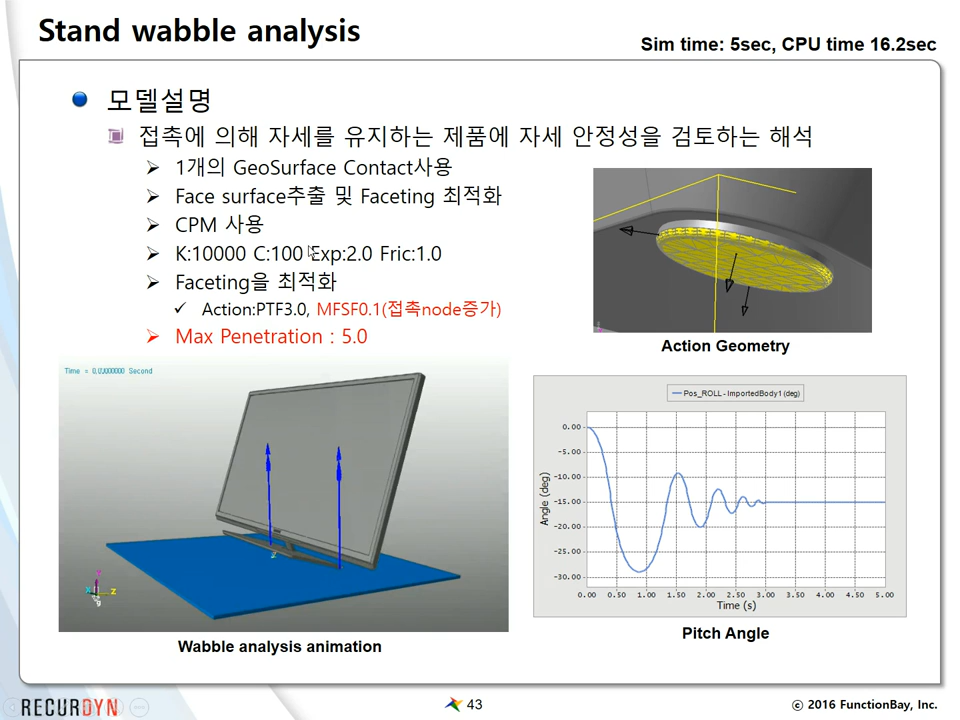 Stand wabble analysis
Sim time: 5sec, CPU time 16.2sec
모델설명
접촉에 의해 자세를 유지하는 제품에 자세 안정성을 검토하는 해석
1개의 GeoSurface Contact사용
Face surface추출 및 Faceting 최적화
CPM 사용
K:10000 C:100 Exp:2.0 Fric:1.0
Faceting을 최적화
Action:PTF3.0, MFSF0.1(접촉node증가)
Max Penetration : 5.0
Action Geometry
Time = 0.0000000 Second
Y
X
Z
Z
Wabble analysis animation
Pos_ROLL - ImportedBody1 (deg)
Angle (deg)
0.00
-5.00
-10.00
-15.00
-20.00
-25.00
-30.00
0.00 0.50 1.00 1.50 2.00 2.50 3.00 3.50 4.00 4.50 5.00
Time (s)
Pitch Angle
RECURDYN
43
© 2016 FunctionBay, Inc.